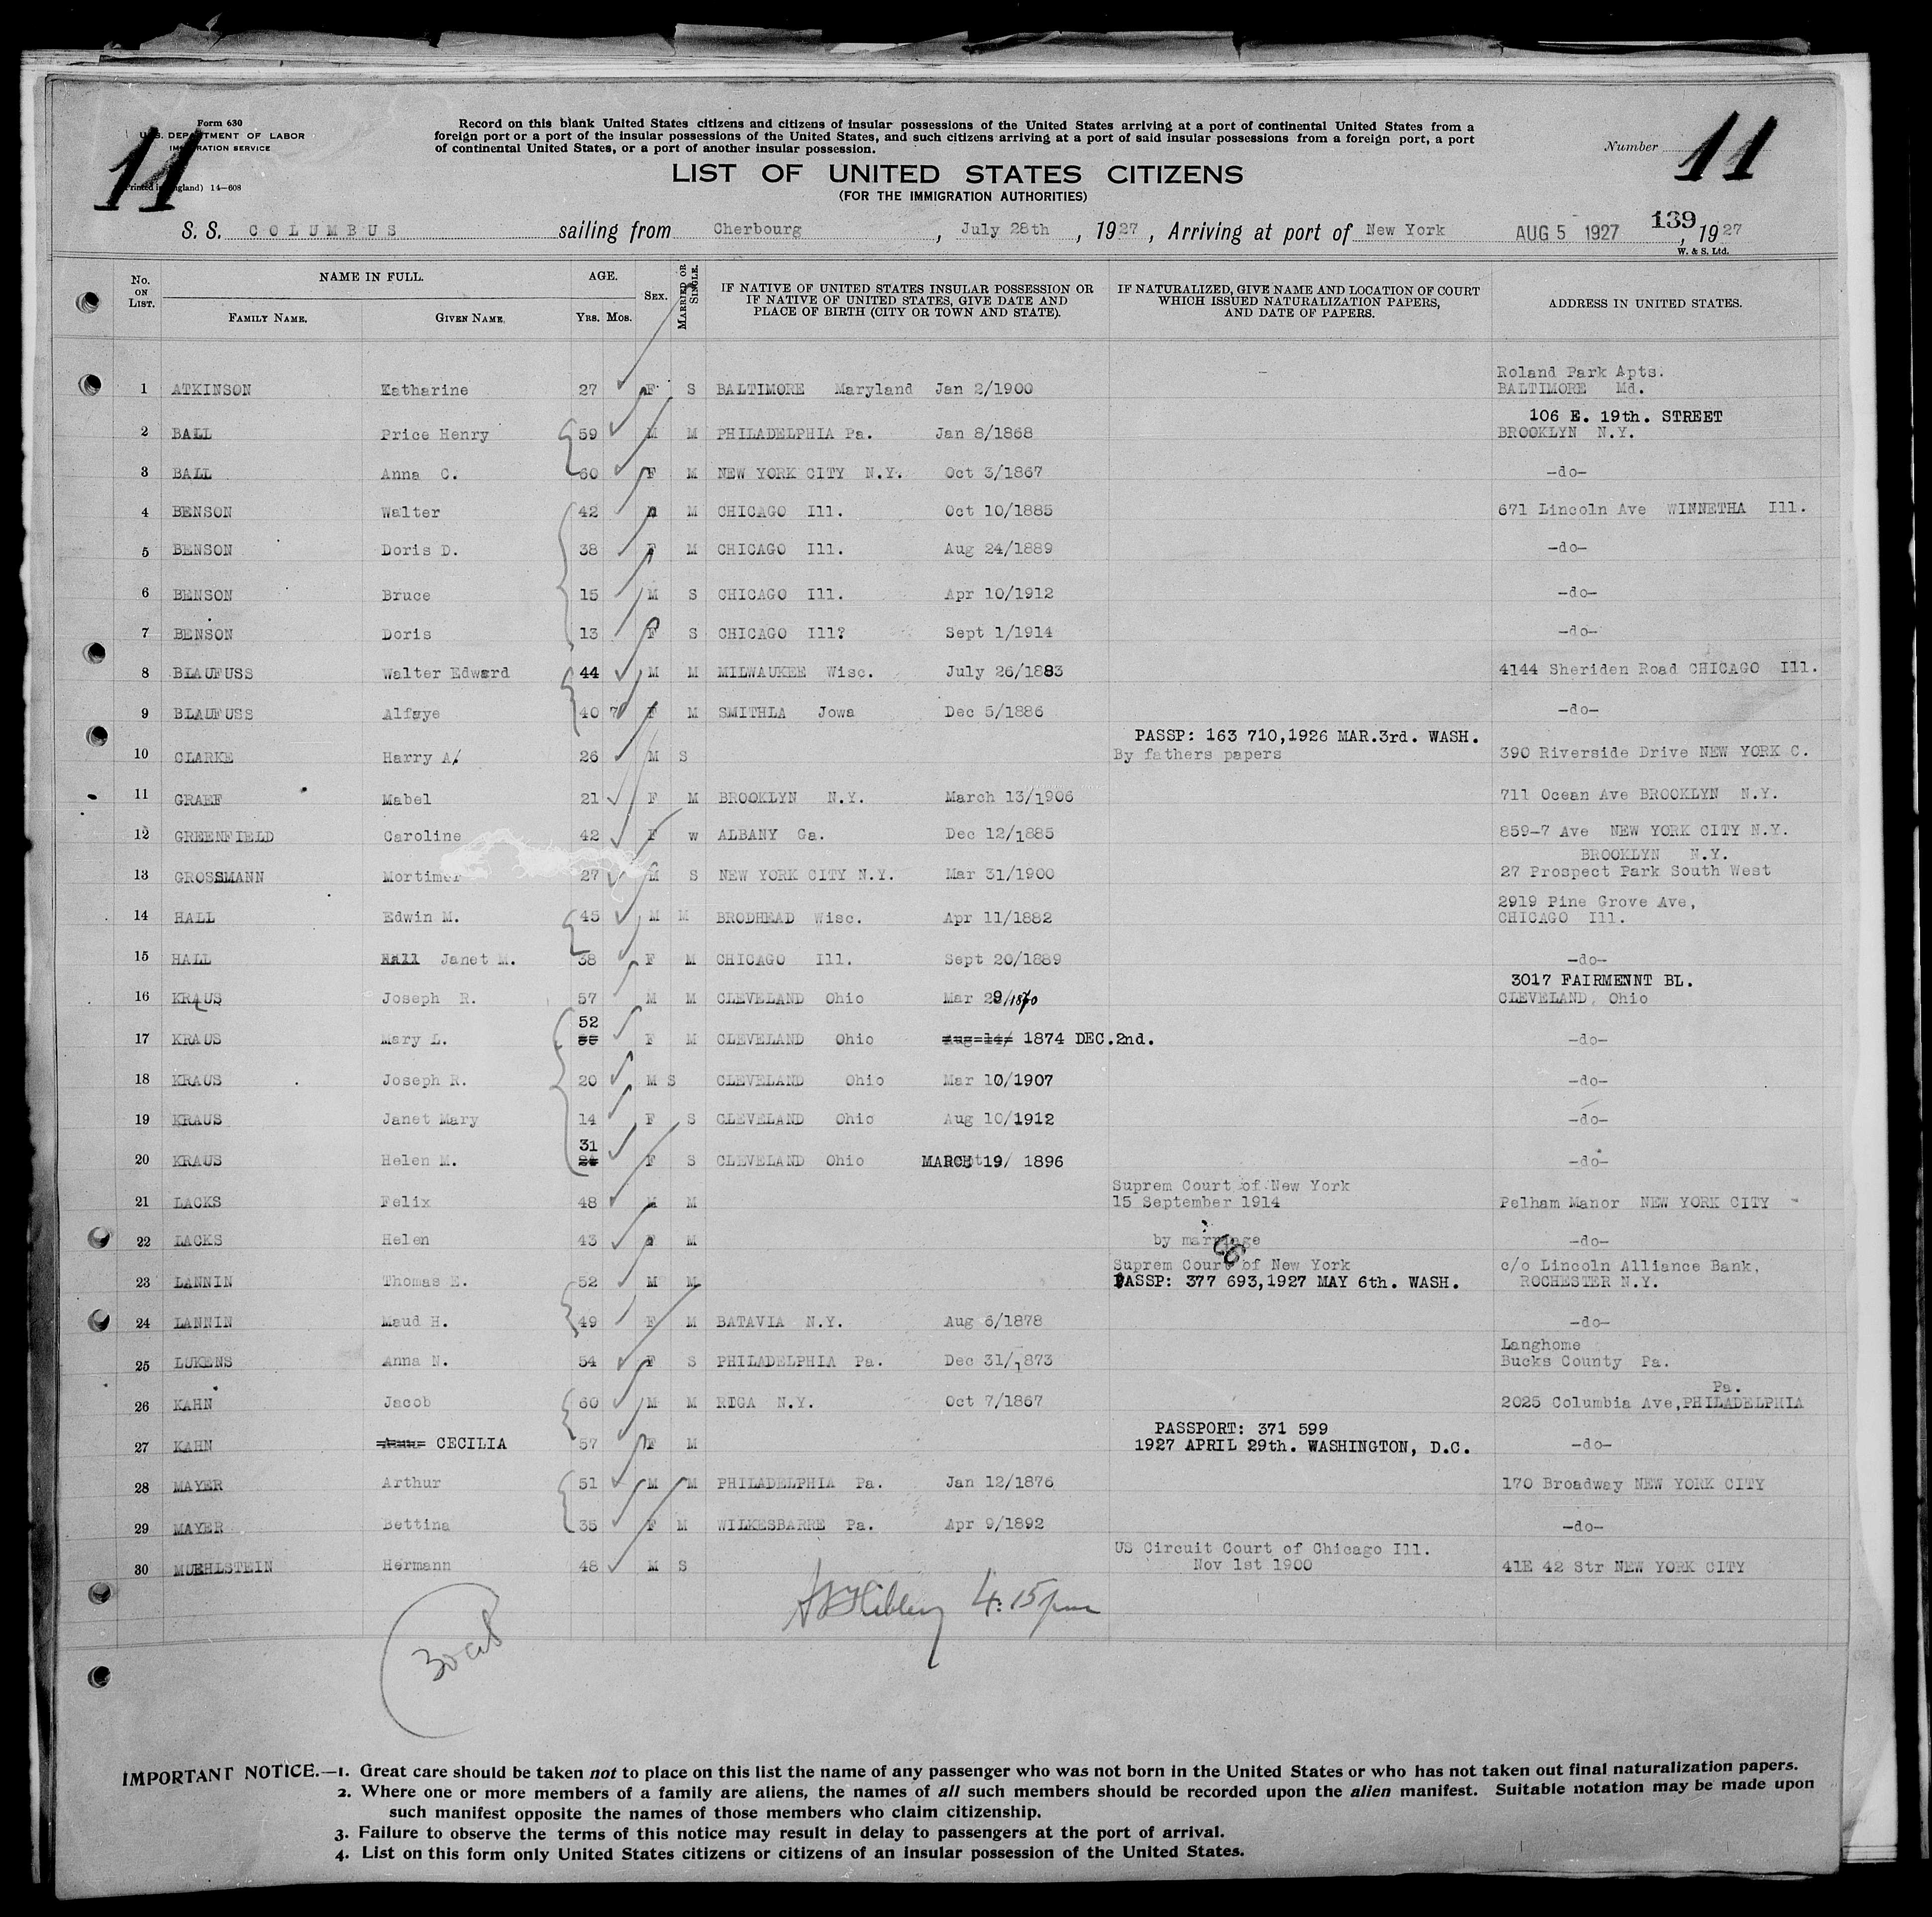 Form 630
U.S. DEPARTMENT OF LABOR
IMMIGRATION SERVICE
(Printed in England) 14—608
11
Record on this blank United States citizens and citizens of insular possessions of the United States arriving at a port of continental United States from a
foreign port or a port of the insular possessions of the United States, and such citizens arriving at a port of said insular possessions from a foreign port, a port
of continental United States, or a port of another insular possession.
Number 11
LIST OF UNITED STATES CITIZENS
(FOR THE IMMIGRATION AUTHORITIES)
S. S. COLUMBUS sailing from Cherbourg, July 28th, 1927, Arriving at port of New York AUG 5 1927 139, 1927
W. & S. Ltd.
No. ON LIST. NAME IN FULL. FAMILY NAME. GIVEN NAME. AGE. YRS. MOS. SEX. MARRIED OR SINGLE. IF NATIVE OF UNITED STATES INSULAR POSSESSION OR IF NATIVE OF UNITED STATES, GIVE DATE AND PLACE OF BIRTH (CITY OR TOWN AND STATE). IF NATURALIZED, GIVE NAME AND LOCATION OF COURT WHICH ISSUED NATURALIZATION PAPERS, AND DATE OF PAPERS. ADDRESS IN UNITED STATES.
Roland Park Apts.
1 ATKINSON Katharine 27 F S BALTIMORE Maryland Jan 2/1900 BALTIMORE Md.
106 E. 19th. STREET
2 BALL Price Henry 59 M M PHILADELPHIA Pa. Jan 8/1868 BROOKLYN N.Y.
3 BALL Anna C. 60 F M NEW YORK CITY N.Y. Oct 3/1867 -do-
4 BENSON Walter 42 M CHICAGO Ill. Oct 10/1885 671 Lincoln Ave WINNETHA Ill.
5 BENSON Doris D. 38 F M CHICAGO Ill. Aug 24/1889 -do-
6 BENSON Bruce 15 M S CHICAGO Ill. Apr 10/1912 -do-
7 BENSON Doris 13 F S CHICAGO Ill? Sept 1/1914 -do-
8 BLAUFUSS Walter Edward 44 M M MILWAUKEE Wisc. July 26/1883 4144 Sheriden Road CHICAGO Ill.
9 BLAUFUSS Alfaye 40 7 F M SMITHLA Jowa Dec 5/1886 -do-
PASSP: 163 710,1926 MAR.3rd. WASH.
10 CLARKE Harry A/ 26 M S By fathers papers 390 Riverside Drive NEW YORK C.
11 GRAEF Mabel 21 F M BROOKLYN N.Y. March 13/1906 711 Ocean Ave BROOKLYN N.Y.
12 GREENFIELD Caroline 42 F w ALBANY Ga. Dec 12/1885 859-7 Ave NEW YORK CITY N.Y.
BROOKLYN N.Y.
13 GROSSMANN Mortimer 27 M S NEW YORK CITY N.Y. Mar 31/1900 27 Prospect Park South West
2919 Pine Grove Ave,
14 HALL Edwin M. 45 M M BRODHEAD Wisc. Apr 11/1882 CHICAGO Ill.
15 HALL Hall Janet M. 38 F M CHICAGO Ill. Sept 20/1889 -do-
3017 FAIRMENNT BL.
16 KRAUS Joseph R. 57 M M CLEVELAND Ohio Mar 29/1870 CLEVELAND, Ohio
52
17 KRAUS Mary L. F M CLEVELAND Ohio Aug 14/ 1874 DEC.2nd. -do-
18 KRAUS Joseph R. 20 M S CLEVELAND Ohio Mar 10/1907 -do-
19 KRAUS Janet Mary 14 F S CLEVELAND Ohio Aug 10/1912 -do-
31
20 KRAUS Helen M. F S CLEVELAND Ohio MARCH 19/ 1896 -do-
Suprem Court of New York
21 LACKS Felix 48 M M 15 September 1914 Pelham Manor NEW YORK CITY
22 LACKS Helen 43 F M by marriage -do-
Suprem Court of New York c/o Lincoln Alliance Bank,
23 LANNIN Thomas E. 52 M M PASSP: 377 693,1927 MAY 6th. WASH. ROCHESTER N.Y.
24 LANNIN Maud H. 49 F M BATAVIA N.Y. Aug 6/1878 -do-
Langhome
25 LUKENS Anna N. 54 F S PHILADELPHIA Pa. Dec 31/1873 Bucks County Pa.
Pa.
26 KAHN Jacob 60 M M RIGA N.Y. Oct 7/1867 2025 Columbia Ave,PHILADELPHIA
PASSPORT: 371 599
27 KAHN CECILIA 57 F M 1927 APRIL 29th. WASHINGTON, D.C. -do-
28 MAYER Arthur 51 M M PHILADELPHIA Pa. Jan 12/1876 170 Broadway NEW YORK CITY
29 MAYER Bettina 35 F M WILKESBARRE Pa. Apr 9/1892 -do-
US Circuit Court of Chicago Ill.
30 MUEHLSTEIN Hermann 48 M S Nov 1st 1900 41E 42 Str NEW YORK CITY
4:15 pm
30 cit
IMPORTANT NOTICE.—1. Great care should be taken not to place on this list the name of any passenger who was not born in the United States or who has not taken out final naturalization papers.
2. Where one or more members of a family are aliens, the names of all such members should be recorded upon the alien manifest. Suitable notation may be made upon
such manifest opposite the names of those members who claim citizenship.
3. Failure to observe the terms of this notice may result in delay to passengers at the port of arrival.
4. List on this form only United States citizens or citizens of an insular possession of the United States.